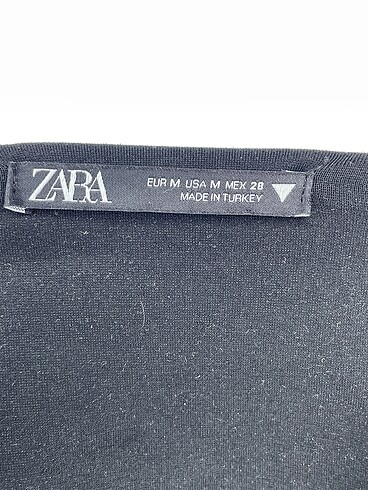 ZARA
EUR M USA M MEX 28
MADE IN TURKEY